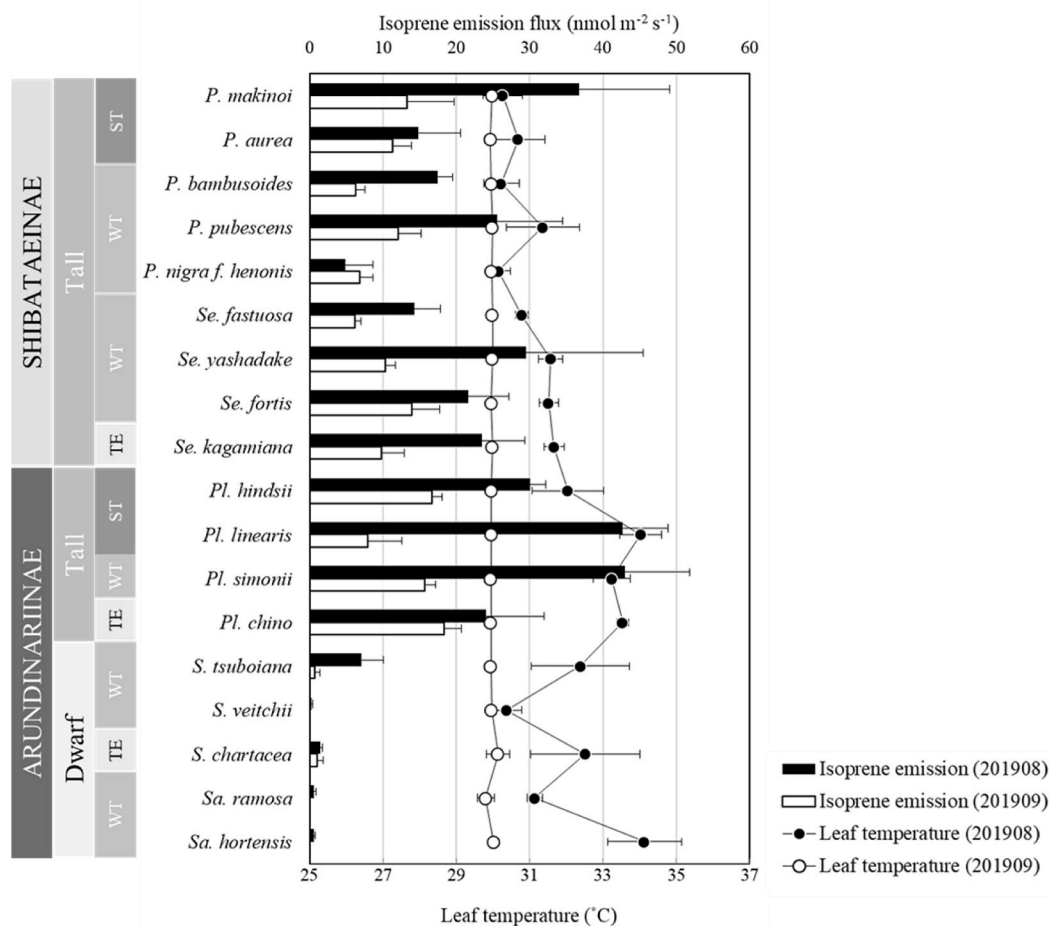 Isoprene emission flux (nmol m⁻² s⁻¹)
0 10 20 30 40 50 60
SHIBATAEINAE
Tall
ST
WT
WT
TE
ARUNDINARIINAE
Tall
ST
WT
TE
Dwarf
WT
TE
WT
P. makinoi
P. aurea
P. bambusoides
P. pubescens
P. nigra f. henonis
Se. fastuosa
Se. yashadake
Se. fortis
Se. kagamiana
Pl. hindsii
Pl. linearis
Pl. simonii
Pl. chino
S. tsuboiana
S. veitchii
S. chartacea
Sa. ramosa
Sa. hortensis
25 27 29 31 33 35 37
Leaf temperature (˚C)
Isoprene emission (201908)
Isoprene emission (201909)
Leaf temperature (201908)
Leaf temperature (201909)